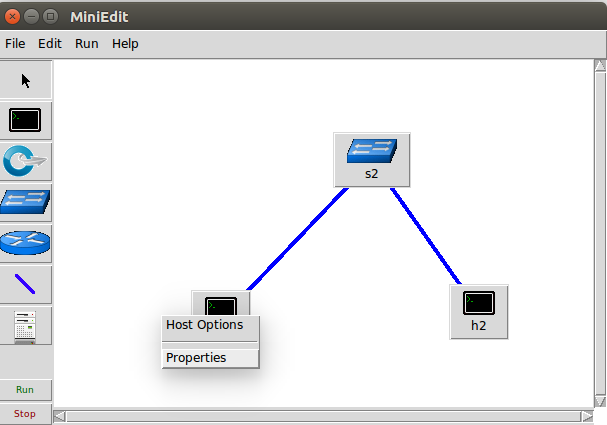 MiniEdit
File Edit Run Help
s2
h2
Host Options
Properties
Run
Stop